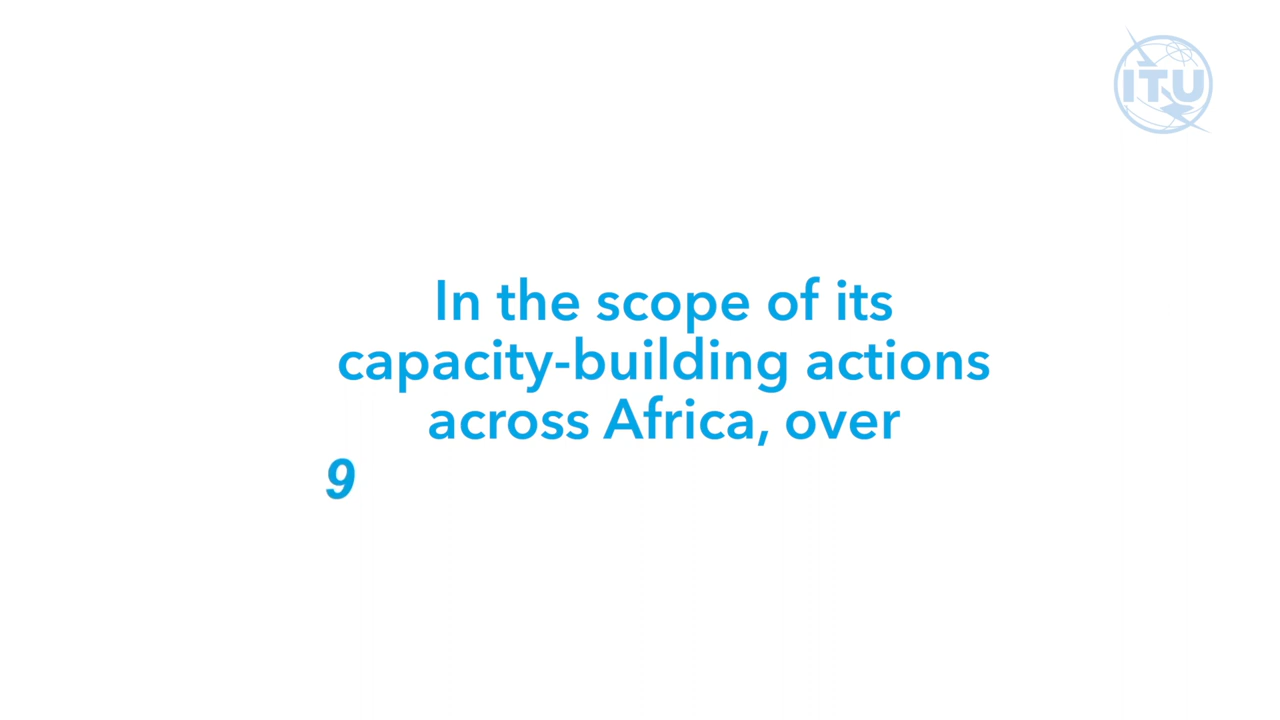 ITU
In the scope of its
capacity-building actions
across Africa, over
9